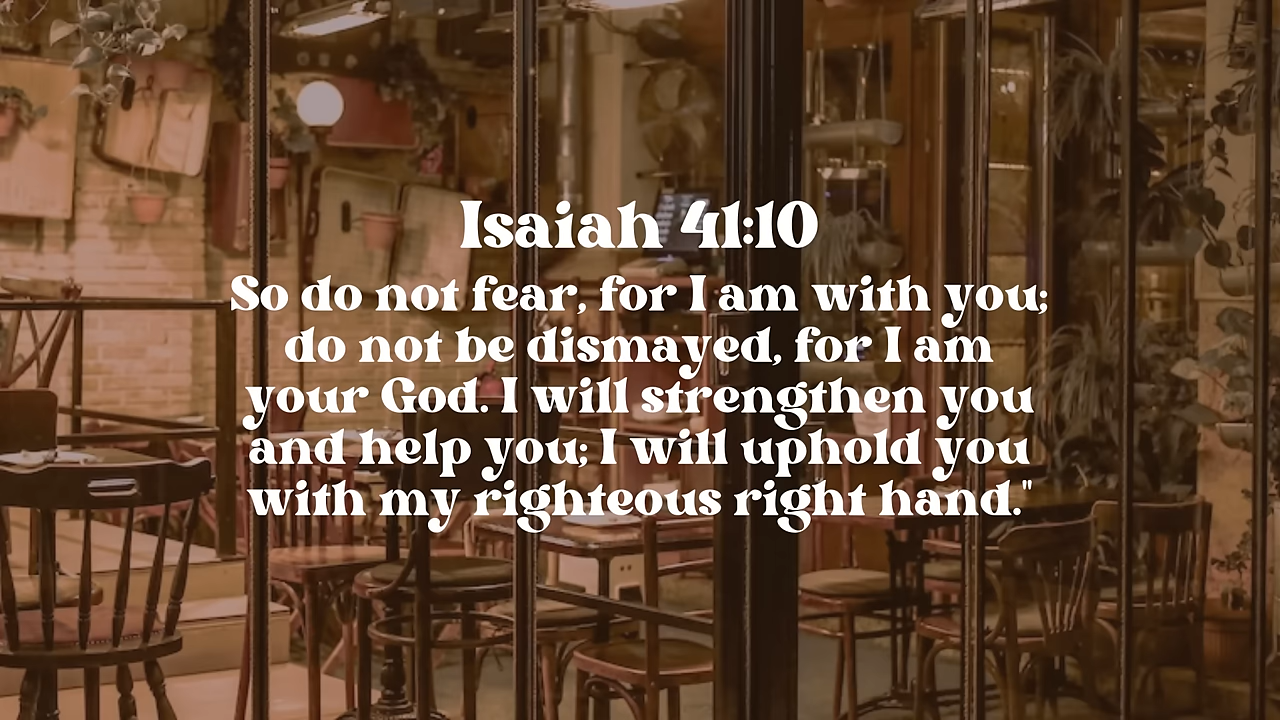 Isaiah 41:10
So do not fear, for I am with you;
do not be dismayed, for I am
your God. I will strengthen you
and help you; I will uphold you
with my righteous right hand."